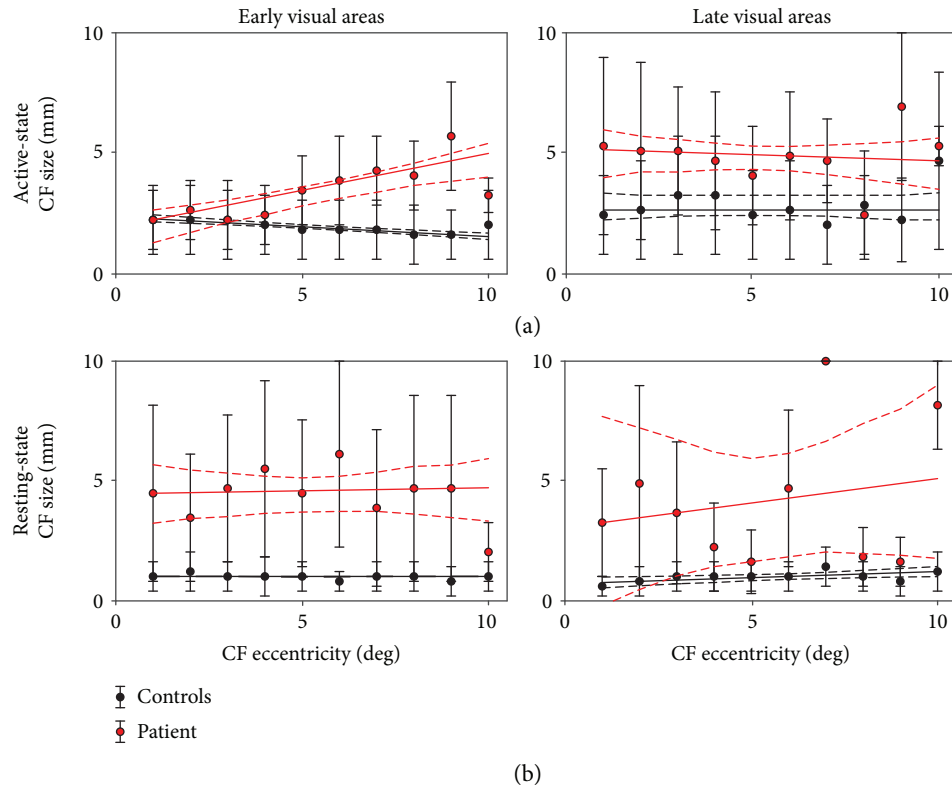 Early visual areas
Late visual areas
Active-state
CF size (mm)
10
5
0
0
5
10
10
5
0
0
5
10
(a)
Resting-state
CF size (mm)
10
5
0
0
5
10
CF eccentricity (deg)
10
5
0
0
5
10
CF eccentricity (deg)
Controls
Patient
(b)